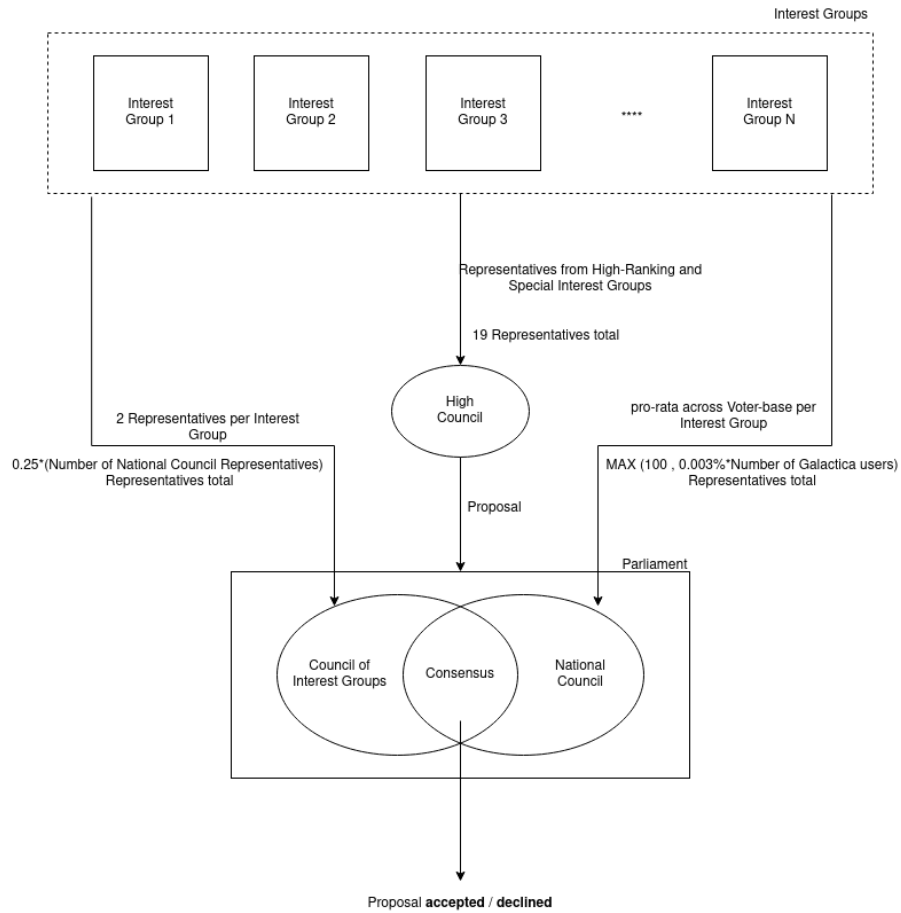 Interest Groups
Interest
Group 1
Interest
Group 2
Interest
Group 3
****
Interest
Group N
Representatives from High-Ranking and
Special Interest Groups
19 Representatives total
High
Council
2 Representatives per Interest
Group
0.25*(Number of National Council Representatives)
Representatives total
pro-rata across Voter-base per
Interest Group
MAX (100 , 0.003%*Number of Galactica users)
Representatives total
Proposal
Parliament
Council of
Interest Groups
Consensus
National
Council
Proposal accepted / declined